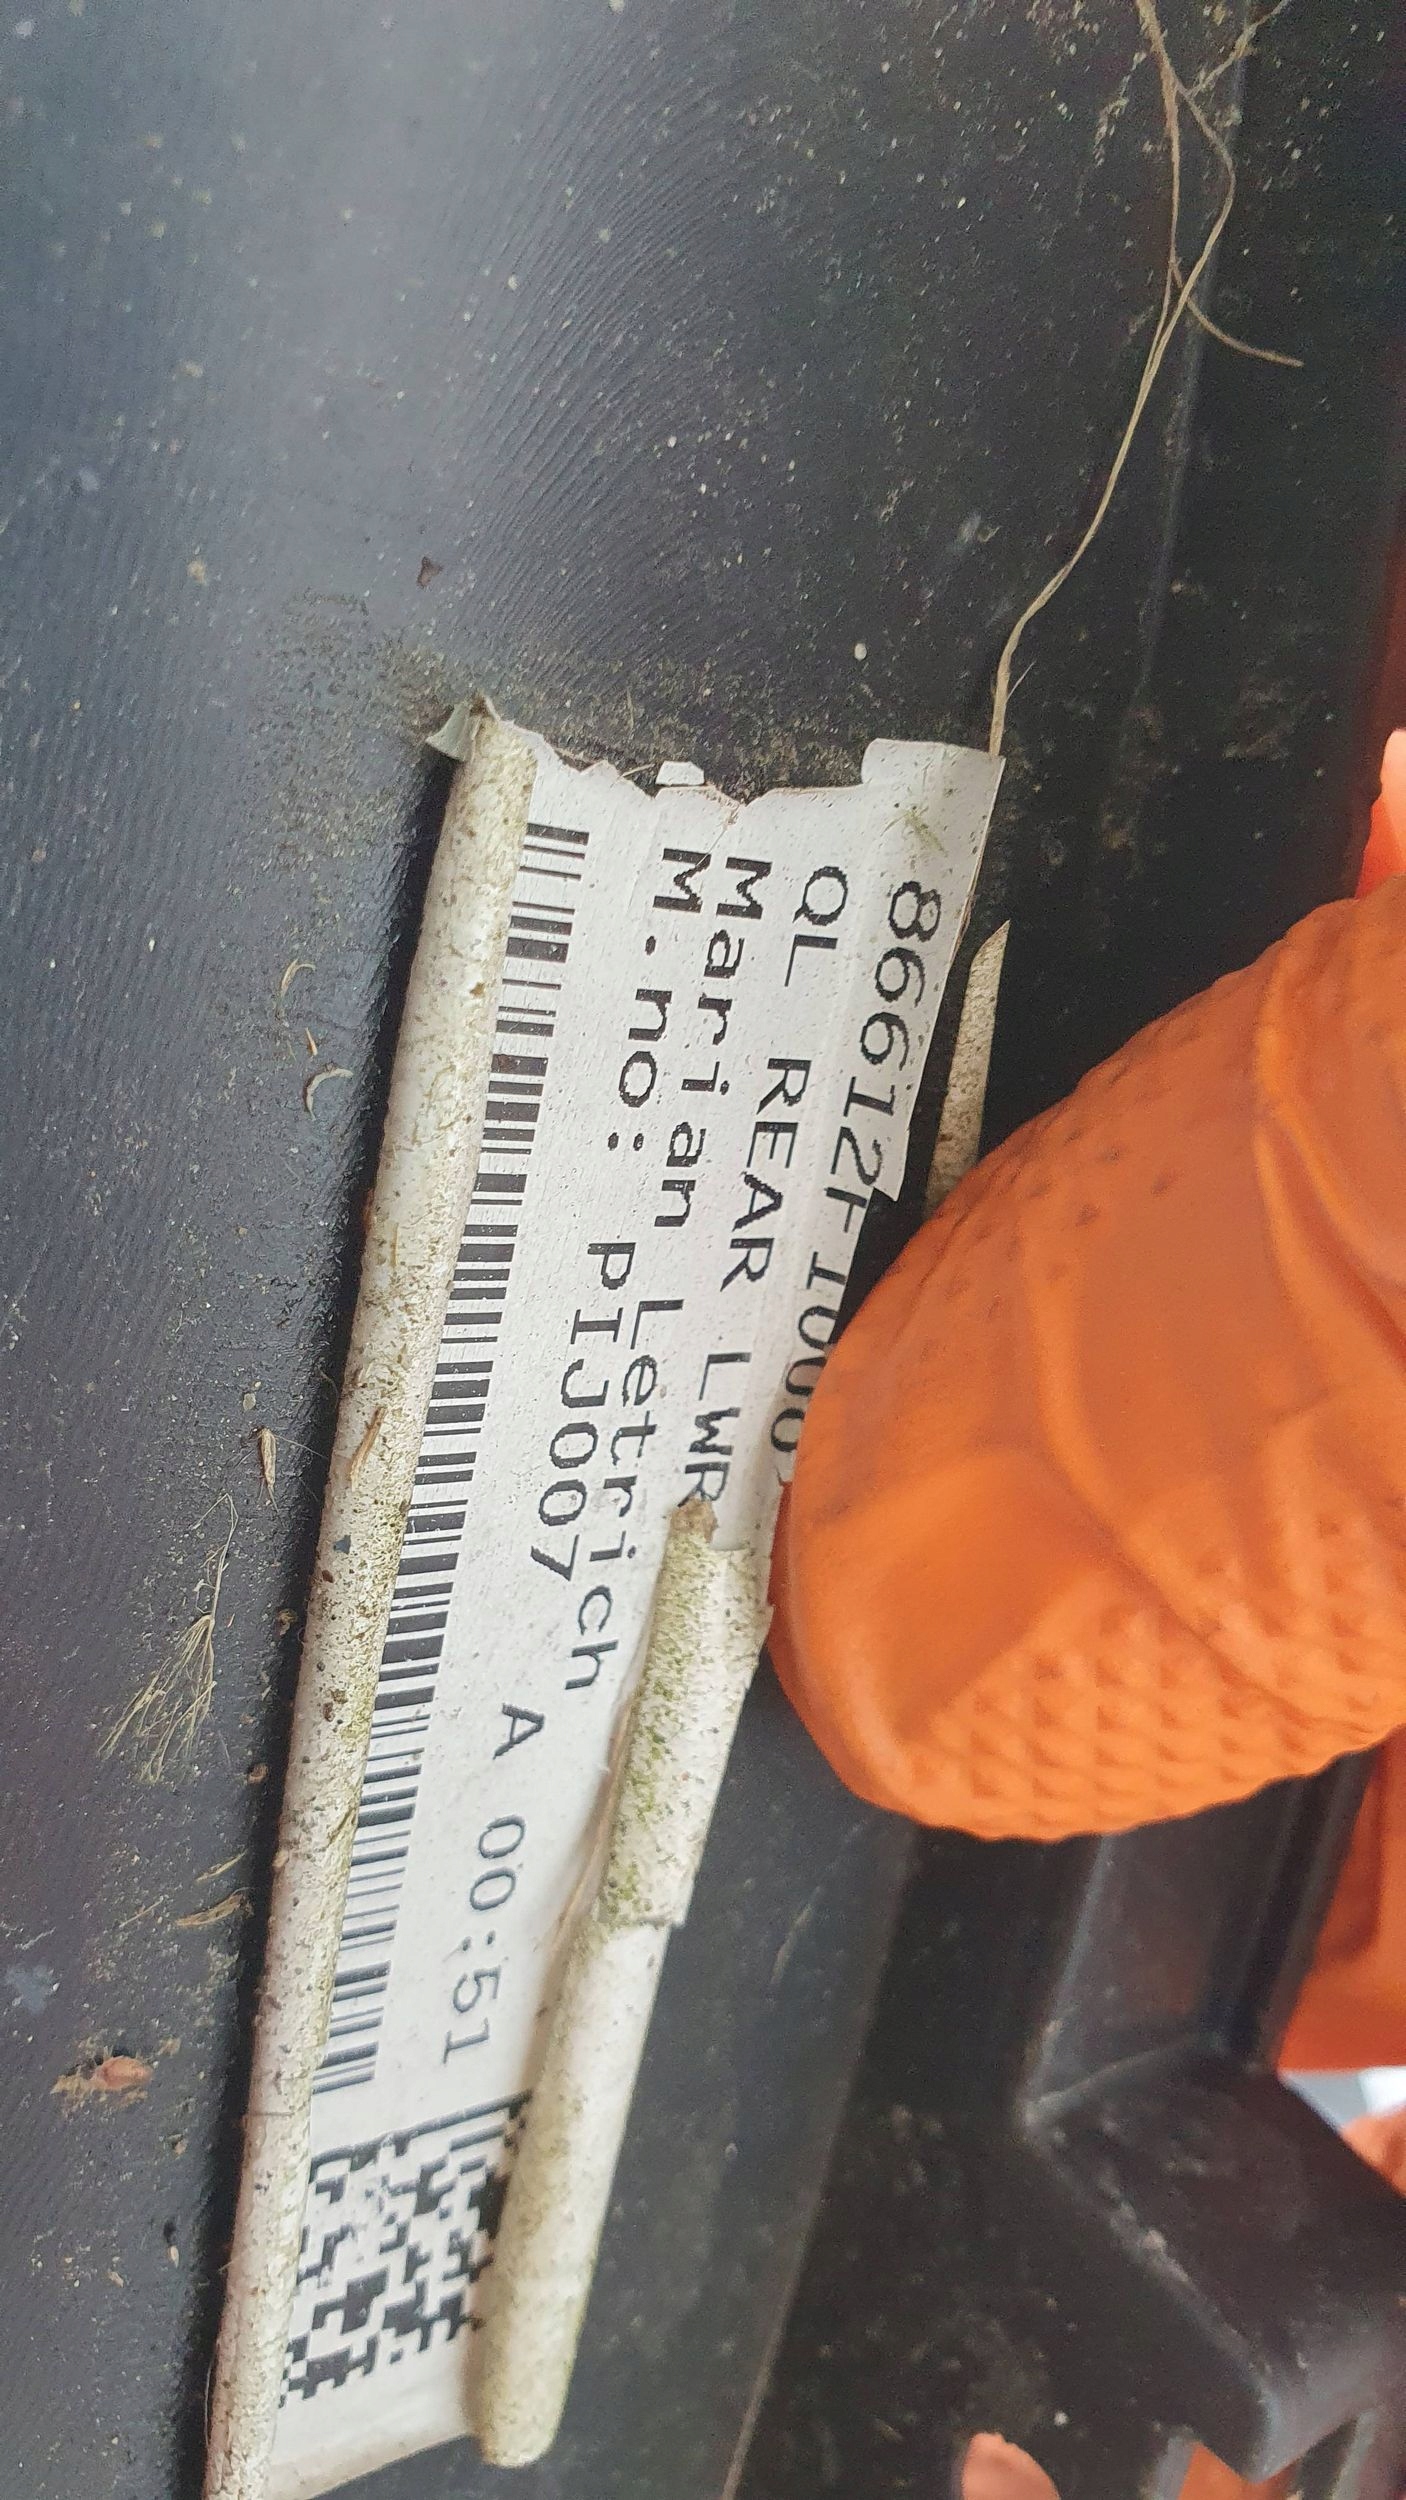 86612F1000
QL REAR LWR
Marian Letrich
M.no: PIJ007 A 00:51